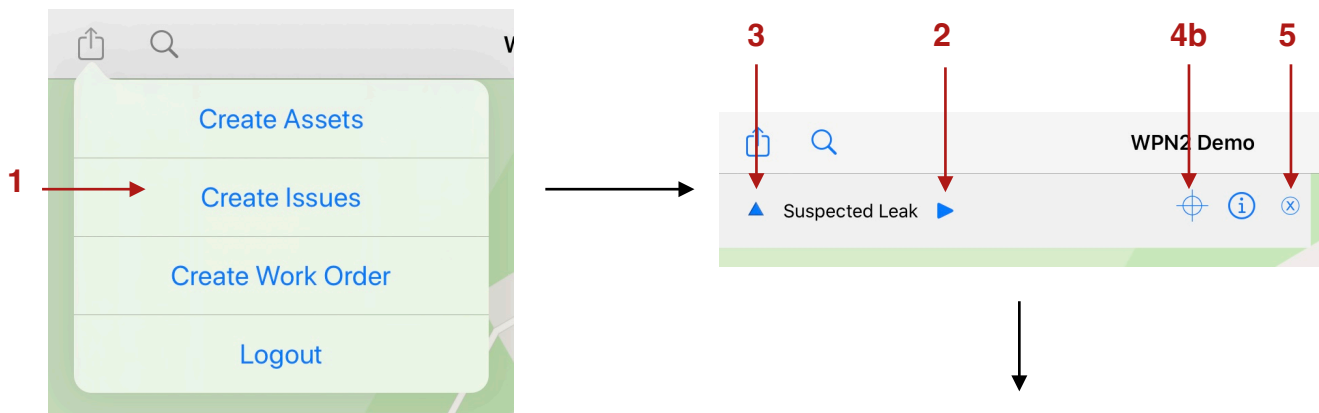 W
Create Assets
1
Create Issues
Create Work Order
Logout
3
2
4b
5
WPN2 Demo
Suspected Leak
i
x